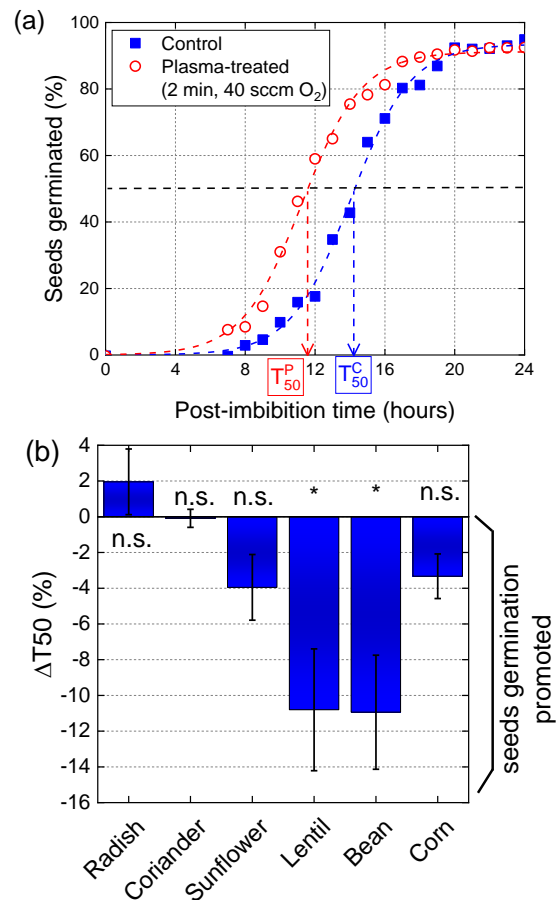 (a)
100
80
60
40
20
0
Seeds germinated (%)
Control
Plasma-treated
(2 min, 40 sccm O₂)
T₅₀ᴾ
T₅₀ᶜ
0 4 8 12 16 20 24
Post-imbibition time (hours)
(b)
4
2
0
-2
-4
-6
-8
-10
-12
-14
-16
ΔT50 (%)
n.s.
n.s.
n.s.
*
*
n.s.
seeds germination
promoted
Radish
Coriander
Sunflower
Lentil
Bean
Corn